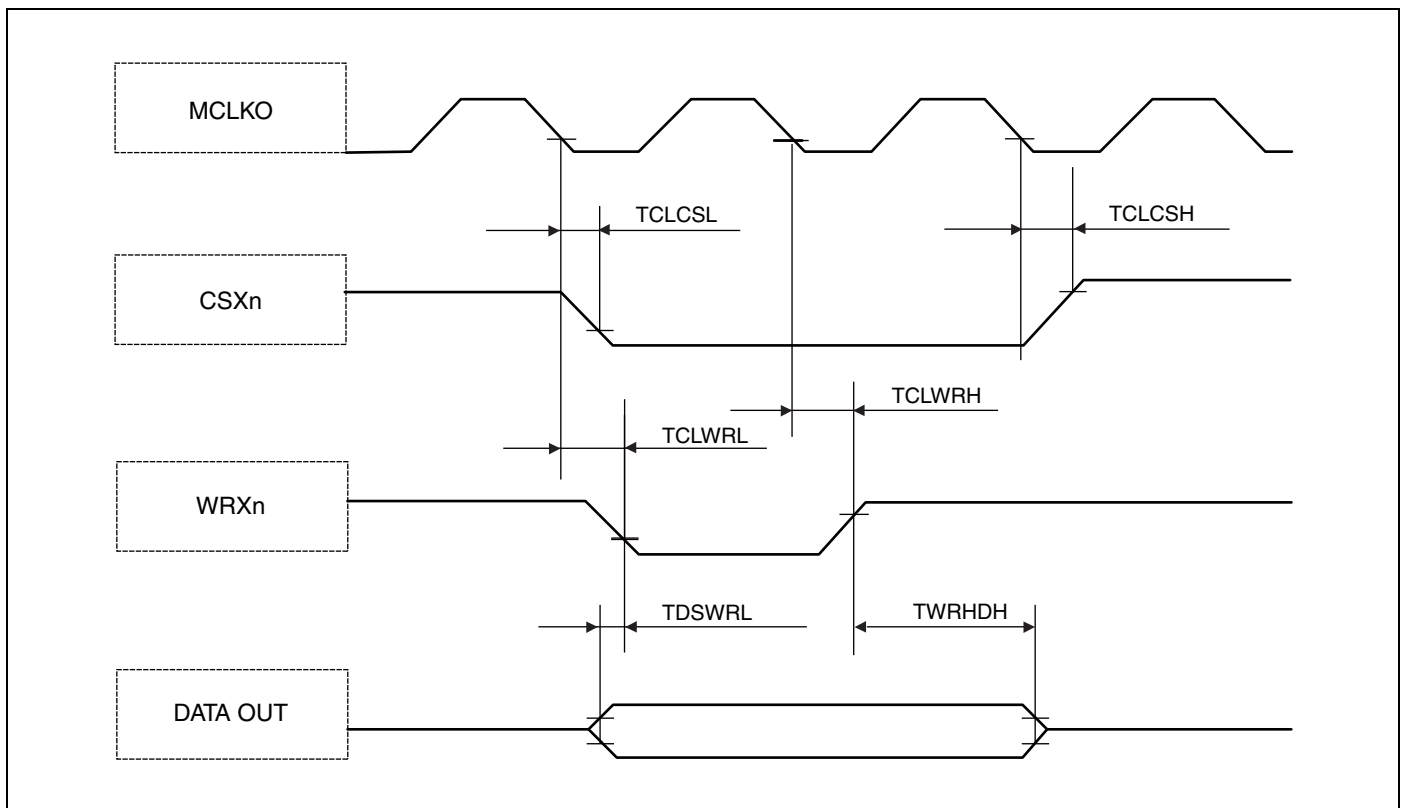 MCLKO
TCLCSL
TCLCSH
CSXn
TCLWRH
TCLWRL
WRXn
TDSWRL
TWRHDH
DATA OUT